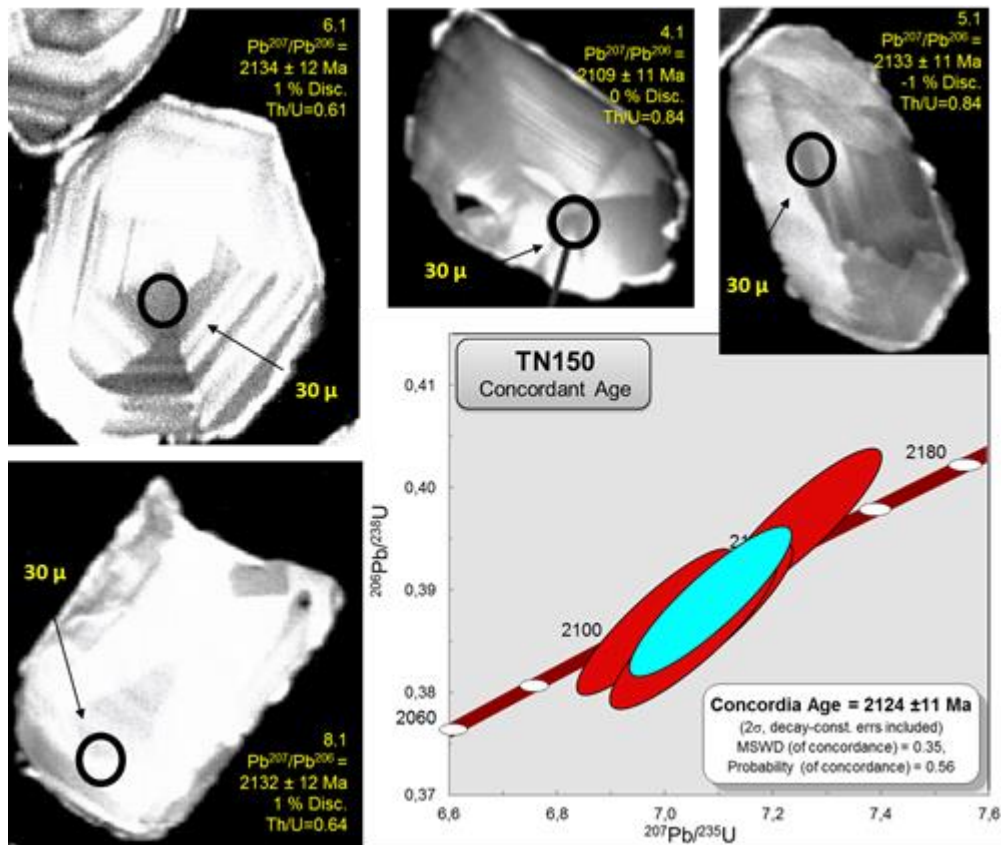 6.1
Pb²⁰⁷/Pb²⁰⁶ =
2134 ± 12 Ma
1 % Disc.
Th/U=0.61
30 µ
4.1
Pb²⁰⁷/Pb²⁰⁶ =
2109 ± 11 Ma
0 % Disc.
Th/U=0.84
30 µ
5.1
Pb²⁰⁷/Pb²⁰⁶ =
2133 ± 11 Ma
-1 % Disc.
Th/U=0.84
30 µ
30 µ
8.1
Pb²⁰⁷/Pb²⁰⁶ =
2132 ± 12 Ma
1 % Disc.
Th/U=0.64
TN150
Concordant Age
0,41
0,40
0,39
0,38
0,37
²⁰⁶Pb/²³⁸U
2180
2100
2060
Concordia Age = 2124 ±11 Ma
(2σ, decay-const. errs included)
MSWD (of concordance) = 0.35,
Probability (of concordance) = 0.56
6,6 6,8 7,0 7,2 7,4 7,6
²⁰⁷Pb/²³⁵U